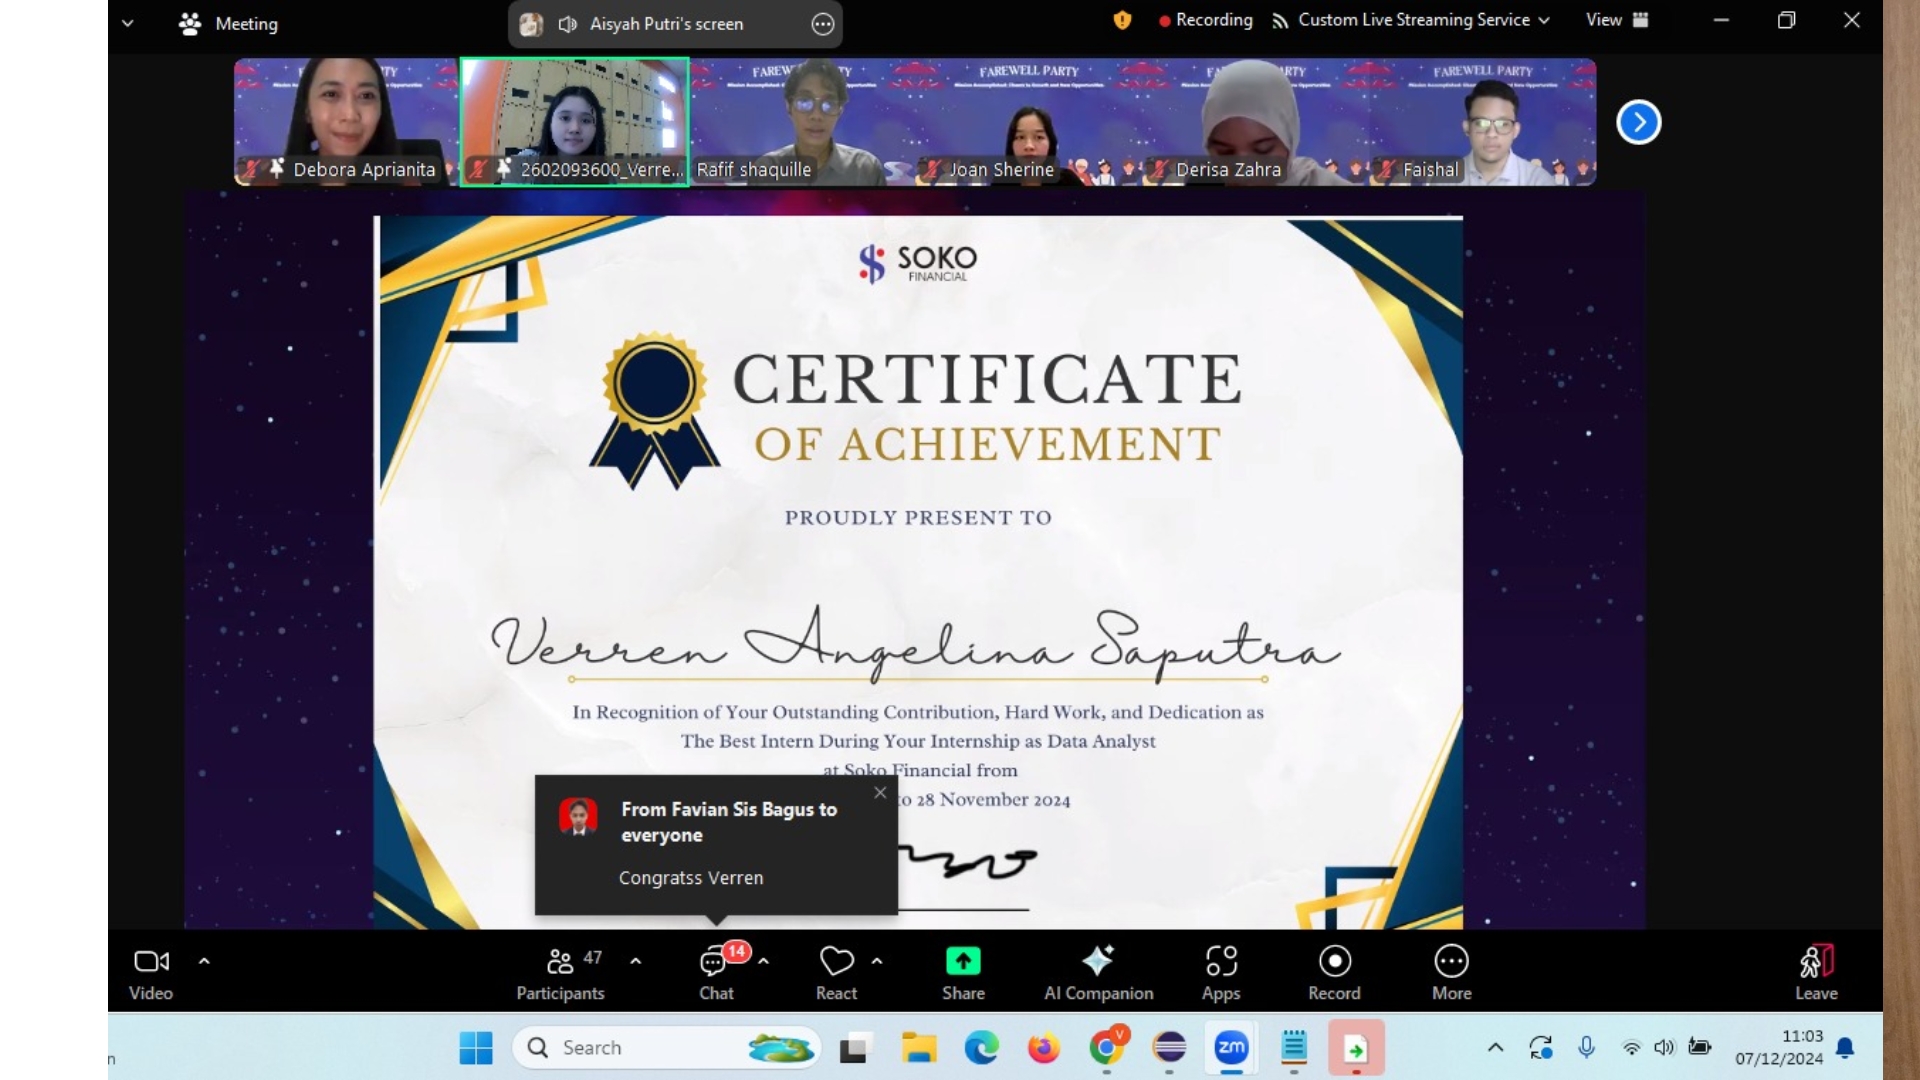 Meeting
Aisyah Putri's screen
Recording
Custom Live Streaming Service
View
FAREWELL PARTY
FAREWELL PARTY
Debora Aprianita
2602093600_Verre...
Rafif shaquille
Joan Sherine
Derisa Zahra
Faishal
SOKO
FINANCIAL
CERTIFICATE
OF ACHIEVEMENT
PROUDLY PRESENT TO
Verren Angelina Saputra
In Recognition of Your Outstanding Contribution, Hard Work, and Dedication as
The Best Intern During Your Internship as Data Analyst
at Soko Financial from
to 28 November 2024
From Favian Sis Bagus to
everyone
Congratss Verren
Video
47
Participants
14
Chat
React
Share
AI Companion
Apps
Record
More
Leave
Search
V
zm
11:03
07/12/2024